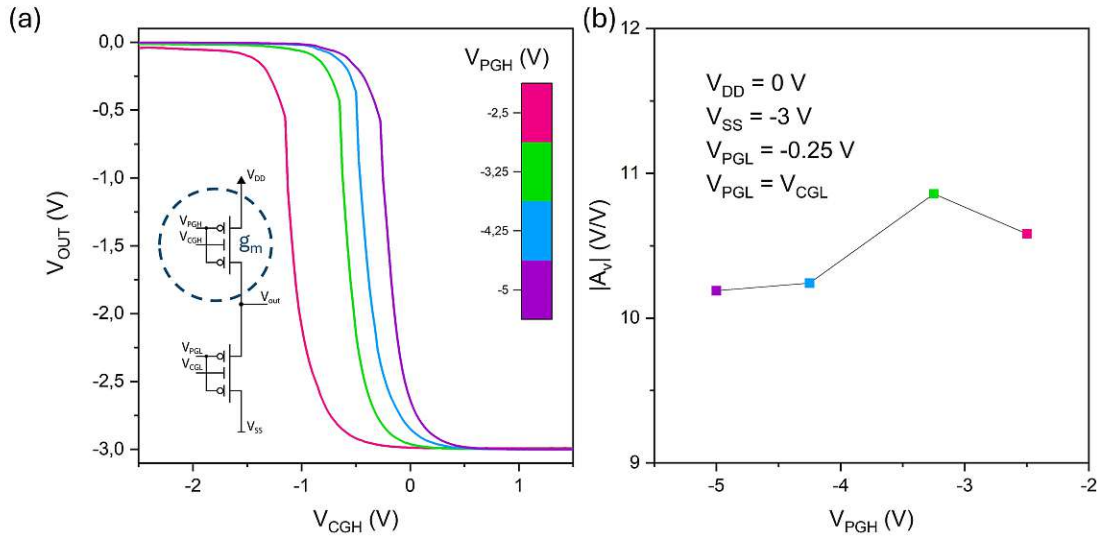 (a)
0,0
-0,5
-1,0
-1,5
-2,0
-2,5
-3,0
V_OUT (V)
-2
-1
0
1
V_CGH (V)
V_PGH (V)
-2,5
-3,25
-4,25
-5
V_DD
V_PGH
V_CGH
g_m
V_out
V_PGL
V_CGL
V_SS
(b)
12
11
10
9
|A_v| (V/V)
V_DD = 0 V
V_SS = -3 V
V_PGL = -0.25 V
V_PGL = V_CGL
-5
-4
-3
-2
V_PGH (V)